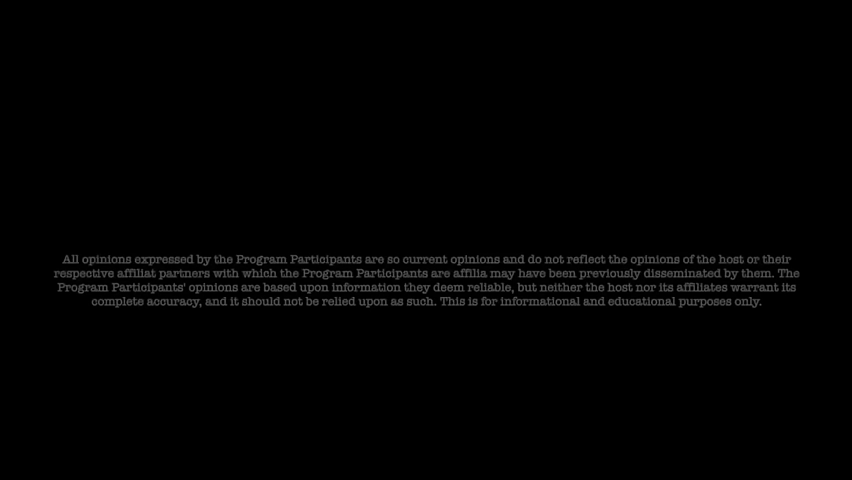 All opinions expressed by the Program Participants are so current opinions and do not reflect the opinions of the host or their
respective affiliat partners with which the Program Participants are affilia may have been previously disseminated by them. The
Program Participants' opinions are based upon information they deem reliable, but neither the host nor its affiliates warrant its
complete accuracy, and it should not be relied upon as such. This is for informational and educational purposes only.